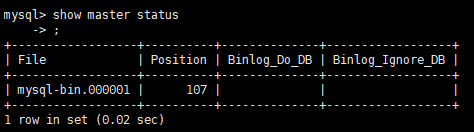 mysql> show master status
    -> ;
+------------------+----------+--------------+------------------+
| File             | Position | Binlog_Do_DB | Binlog_Ignore_DB |
+------------------+----------+--------------+------------------+
| mysql-bin.000001 |      107 |              |                  |
+------------------+----------+--------------+------------------+
1 row in set (0.02 sec)